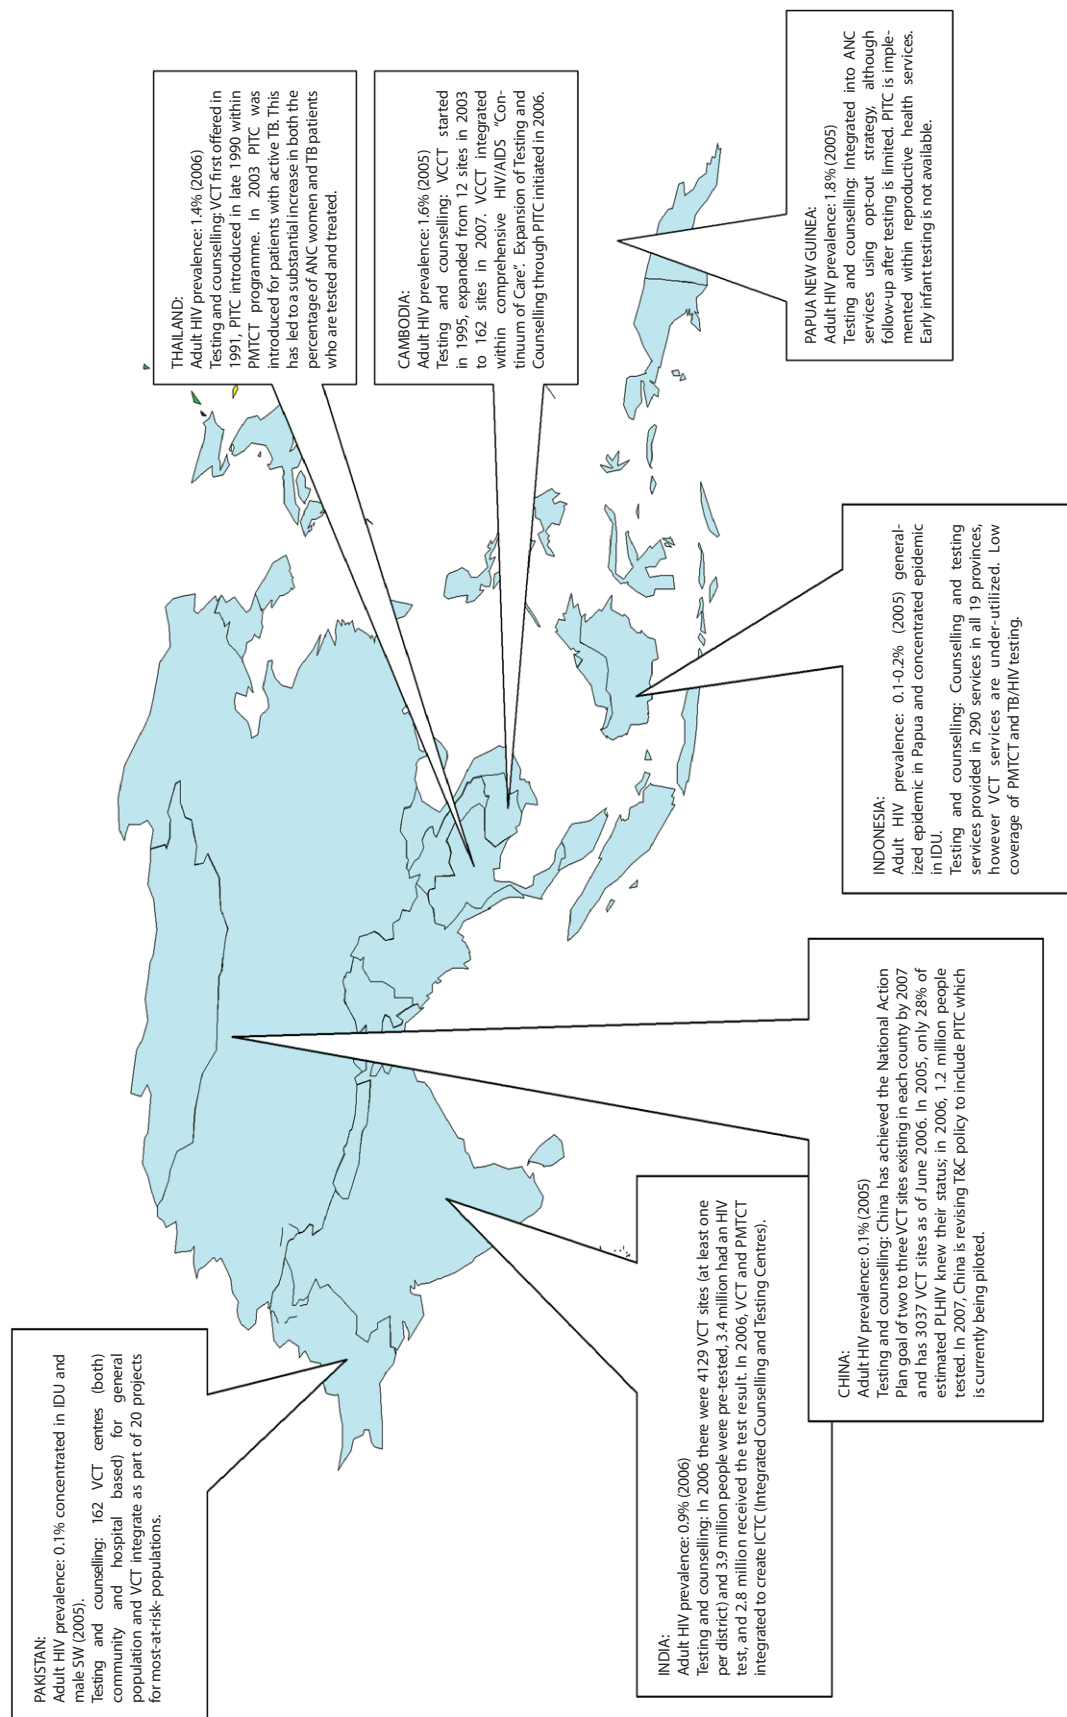 PAKISTAN:
Adult HIV prevalence: 0.1% concentrated in IDU and
male SW (2005).
Testing and counselling: 162 VCT centres (both)
community and hospital based) for general
population and VCT integrate as part of 20 projects
for most-at-risk- populations.
INDIA:
Adult HIV prevalence: 0.9% (2006)
Testing and counselling: In 2006 there were 4129 VCT sites (at least one
per district) and 3.9 million people were pre-tested, 3.4 million had an HIV
test, and 2.8 million received the test result. In 2006, VCT and PMTCT
integrated to create ICTC (Integrated Counselling and Testing Centres).
CHINA:
Adult HIV prevalence: 0.1% (2005)
Testing and counselling: China has achieved the National Action
Plan goal of two to three VCT sites existing in each county by 2007
and has 3037 VCT sites as of June 2006. In 2005, only 28% of
estimated PLHIV knew their status; in 2006, 1.2 million people
tested. In 2007, China is revising T&C policy to include PITC which
is currently being piloted.
INDONESIA:
Adult HIV prevalence: 0.1-0.2% (2005) general-
ized epidemic in Papua and concentrated epidemic
in IDU.
Testing and counselling: Counselling and testing
services provided in 290 services in all 19 provinces,
however VCT services are under-utilized. Low
coverage of PMTCT and TB/HIV testing.
THAILAND:
Adult HIV prevalence: 1.4% (2006)
Testing and counselling: VCT first offered in
1991, PITC introduced in late 1990 within
PMTCT programme. In 2003 PITC was
introduced for patients with active TB. This
has led to a substantial increase in both the
percentage of ANC women and TB patients
who are tested and treated.
CAMBODIA:
Adult HIV prevalence: 1.6% (2005)
Testing and counselling: VCCT started
in 1995, expanded from 12 sites in 2003
to 162 sites in 2007. VCCT integrated
within comprehensive HIV/AIDS "Con-
tinuum of Care". Expansion of Testing and
Counselling through PITC initiated in 2006.
PAPUA NEW GUINEA:
Adult HIV prevalence: 1.8% (2005)
Testing and counselling: Integrated into ANC
services using opt-out strategy, although
follow-up after testing is limited. PITC is imple-
mented within reproductive health services.
Early infant testing is not available.